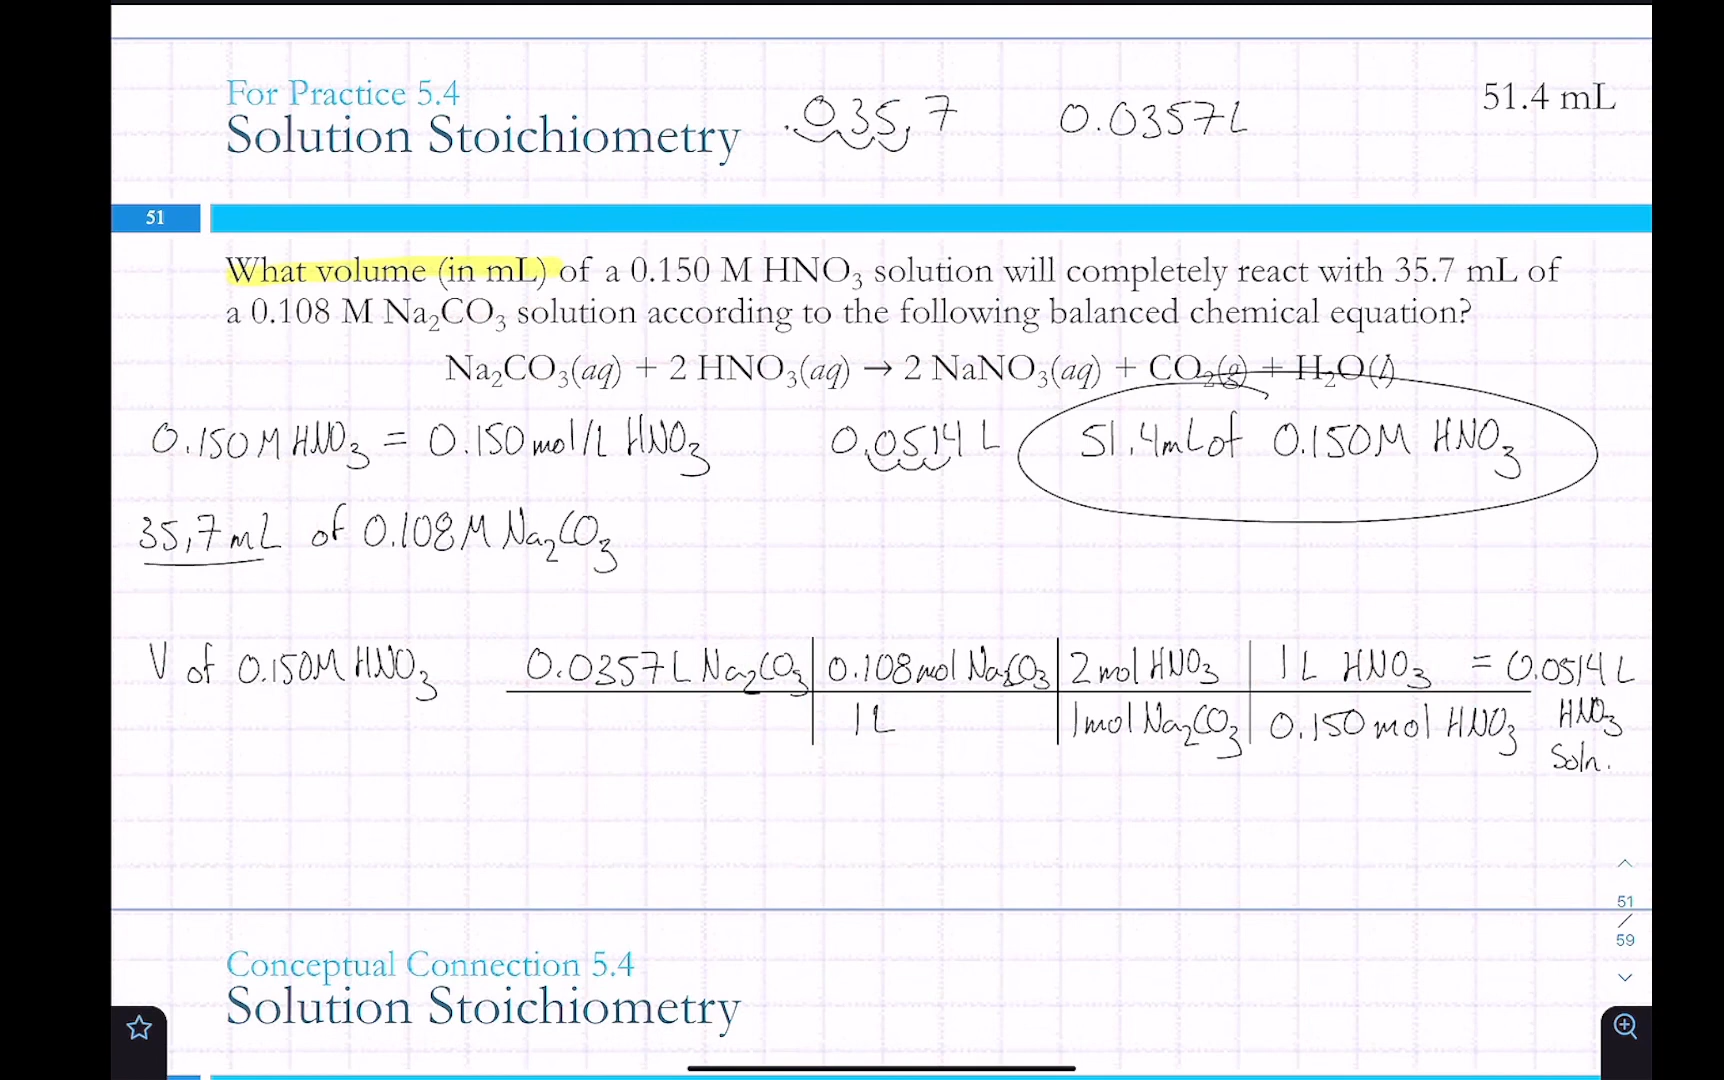 For Practice 5.4
Solution Stoichiometry
.035,7 0.0357L
51.4 mL
51
What volume (in mL) of a 0.150 M HNO₃ solution will completely react with 35.7 mL of
a 0.108 M Na₂CO₃ solution according to the following balanced chemical equation?
Na₂CO₃(aq) + 2 HNO₃(aq) → 2 NaNO₃(aq) + CO₂(g) + H₂O(l)
0.150M HNO₃ = 0.150 mol/L HNO₃ 0.0514 L 51.4mL of 0.150M HNO₃
35,7mL of 0.108M Na₂CO₃
V of 0.150M HNO₃ 0.0357L Na₂CO₃ | 0.108mol Na₂CO₃ | 2mol HNO₃ | 1L HNO₃ = 0.0514L
1L | 1mol Na₂CO₃ | 0.150 mol HNO₃ HNO₃
Soln.
51
/
59
Conceptual Connection 5.4
Solution Stoichiometry